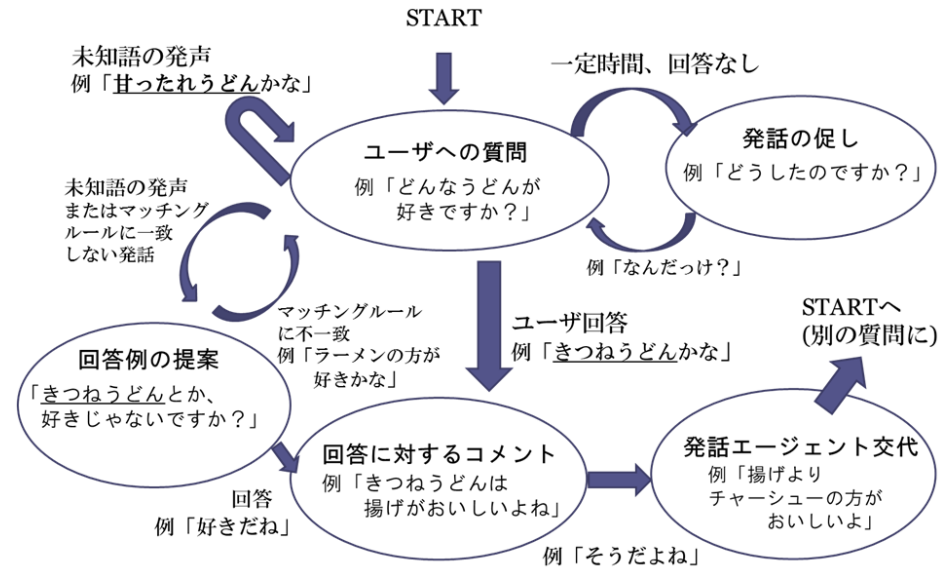 START
未知語の発声
例「甘ったれうどんかな」
一定時間、回答なし
ユーザへの質問
例「どんなうどんが
好きですか？」
発話の促し
例「どうしたのですか？」
未知語の発声
またはマッチング
ルールに一致
しない発話
例「なんだっけ？」
マッチングルール
に不一致
例「ラーメンの方が
好きかな」
ユーザ回答
例「きつねうどんかな」
STARTへ
(別の質問に)
回答例の提案
「きつねうどんとか、
好きじゃないですか？」
回答に対するコメント
例「きつねうどんは
揚げがおいしいよね」
発話エージェント交代
例「揚げより
チャーシューの方が
おいしいよ」
回答
例「好きだね」
例「そうだよね」